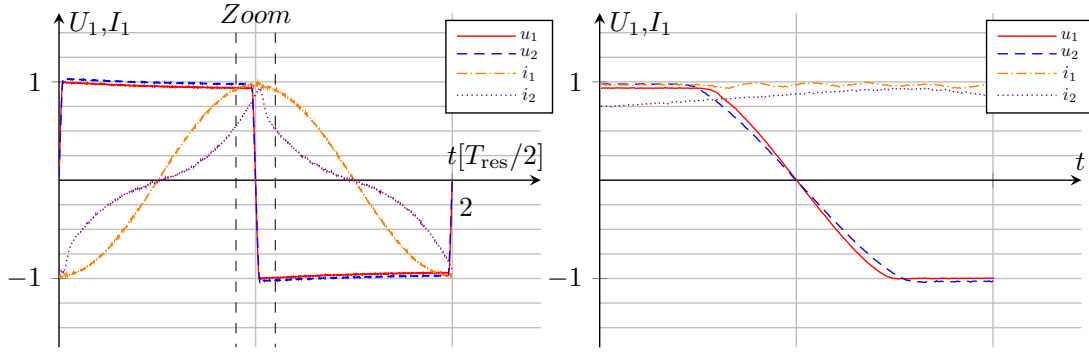 Zoom
U₁,I₁
u₁
u₂
i₁
i₂
1
t[T_res/2]
2
−1
U₁,I₁
u₁
u₂
i₁
i₂
1
t
−1